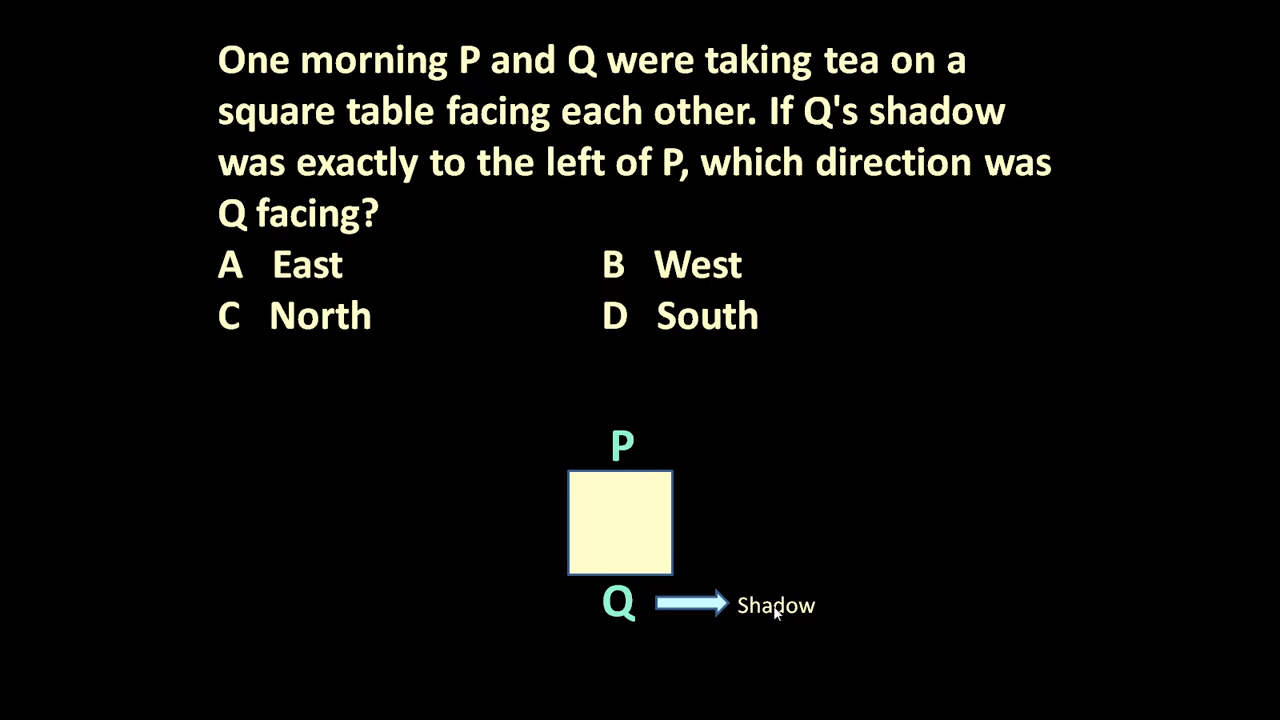 One morning P and Q were taking tea on a
square table facing each other. If Q's shadow
was exactly to the left of P, which direction was
Q facing?
A East B West
C North D South
P
Q Shadow